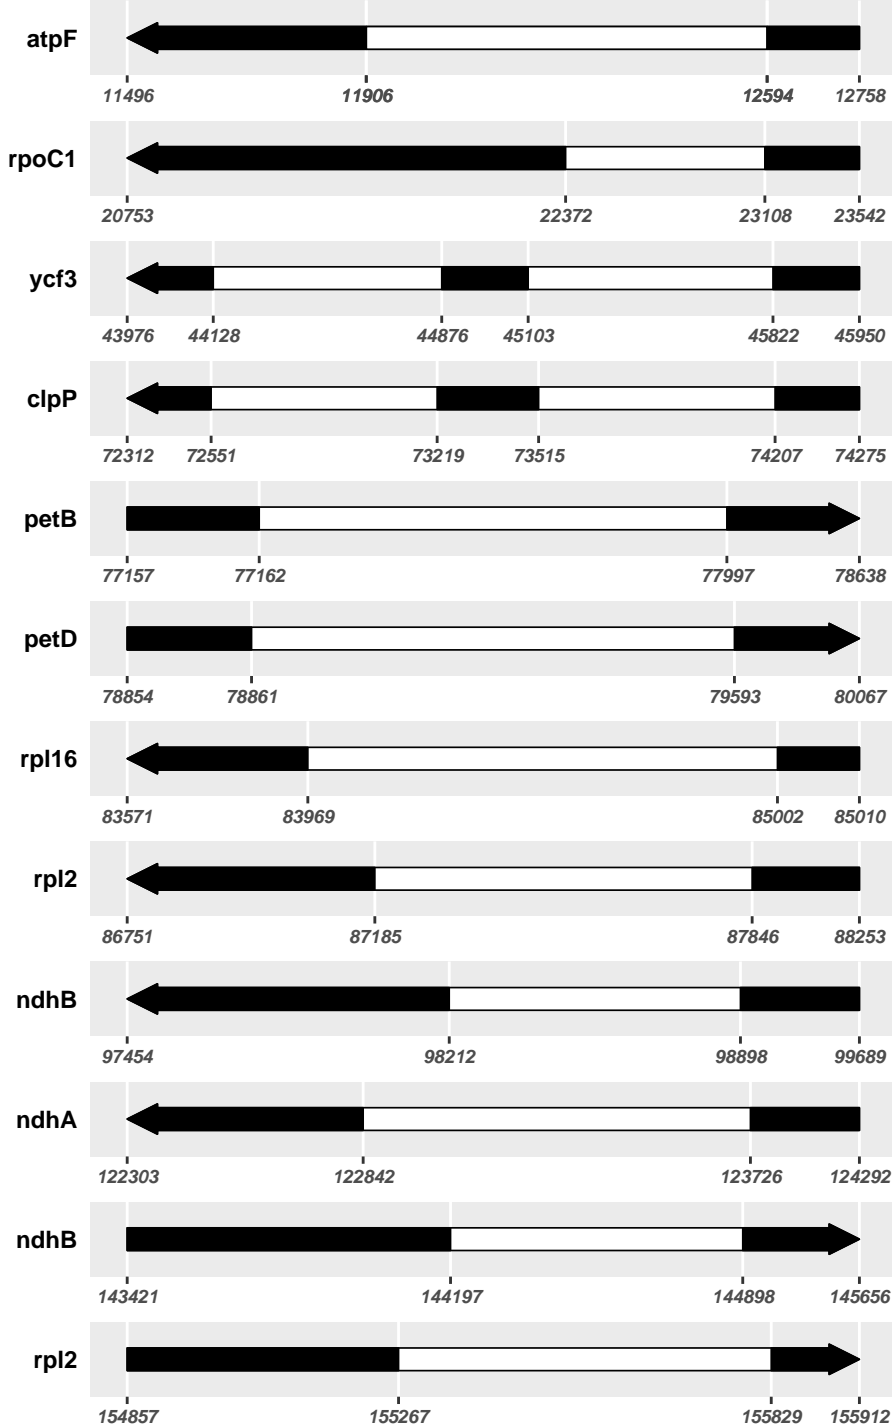 atpF
11496 11906 12594 12758
rpoC1
20753 22372 23108 23542
ycf3
43976 44128 44876 45103 45822 45950
clpP
72312 72551 73219 73515 74207 74275
petB
77157 77162 77997 78638
petD
78854 78861 79593 80067
rpl16
83571 83969 85002 85010
rpl2
86751 87185 87846 88253
ndhB
97454 98212 98898 99689
ndhA
122303 122842 123726 124292
ndhB
143421 144197 144898 145656
rpl2
154857 155267 155829 155912